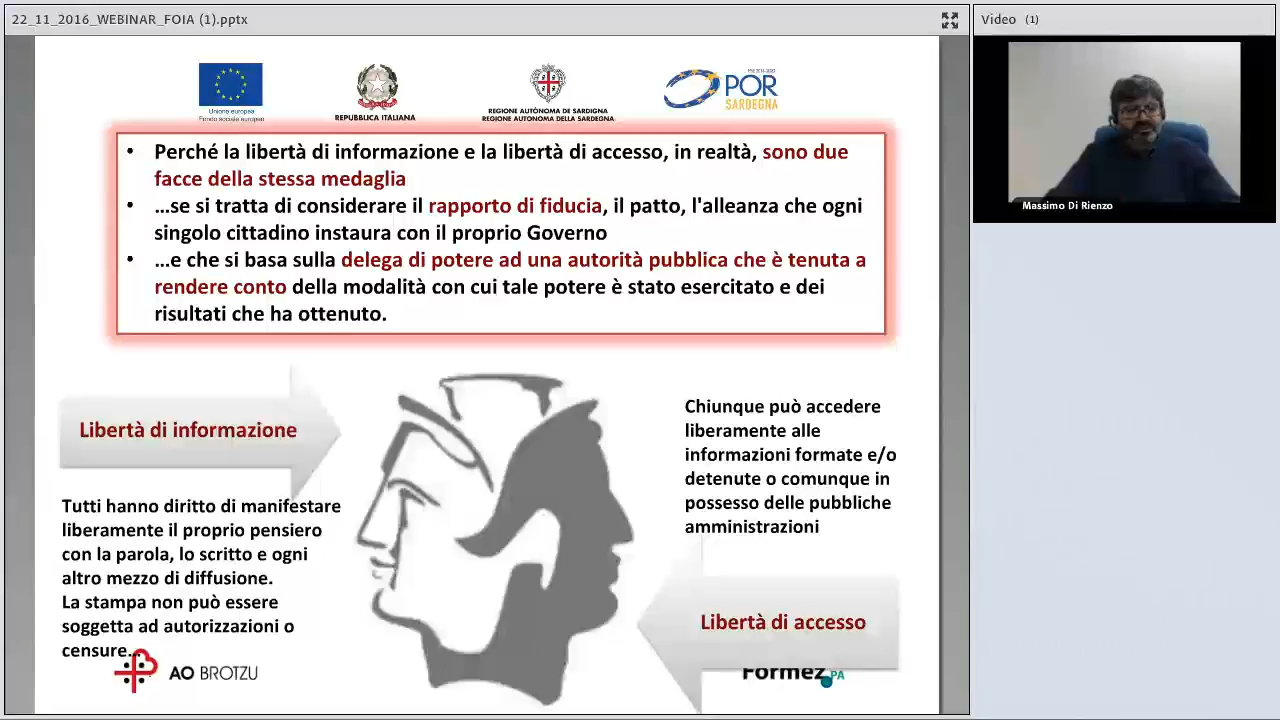 22_11_2016_WEBINAR_FOIA (1).pptx
Video (1)
Unione europea
Fondo sociale europeo
REPUBBLICA ITALIANA
REGIONE AUTÒNOMA DE SARDIGNA
REGIONE AUTONOMA DELLA SARDEGNA
POR
SARDEGNA
Massimo Di Rienzo
• Perché la libertà di informazione e la libertà di accesso, in realtà, sono due
facce della stessa medaglia
• …se si tratta di considerare il rapporto di fiducia, il patto, l'alleanza che ogni
singolo cittadino instaura con il proprio Governo
• …e che si basa sulla delega di potere ad una autorità pubblica che è tenuta a
rendere conto della modalità con cui tale potere è stato esercitato e dei
risultati che ha ottenuto.
Libertà di informazione
Tutti hanno diritto di manifestare
liberamente il proprio pensiero
con la parola, lo scritto e ogni
altro mezzo di diffusione.
La stampa non può essere
soggetta ad autorizzazioni o
censure…
Chiunque può accedere
liberamente alle
informazioni formate e/o
detenute o comunque in
possesso delle pubbliche
amministrazioni
Libertà di accesso
AO BROTZU
Formez PA